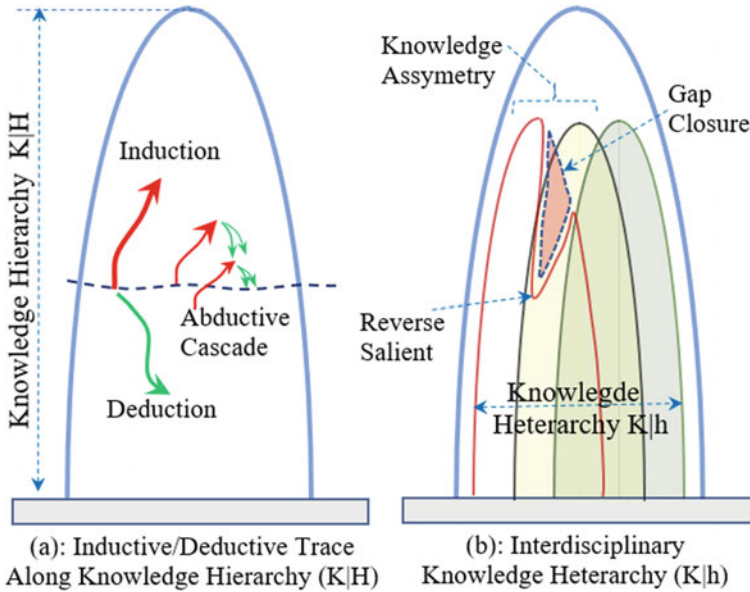 Knowledge Hierarchy K|H
Induction
Abductive
Cascade
Deduction
(a): Inductive/Deductive Trace
Along Knowledge Hierarchy (K|H)
Knowledge
Assymetry
Gap
Closure
Reverse
Salient
Knowlegde
Heterarchy K|h
(b): Interdisciplinary
Knowledge Heterarchy (K|h)